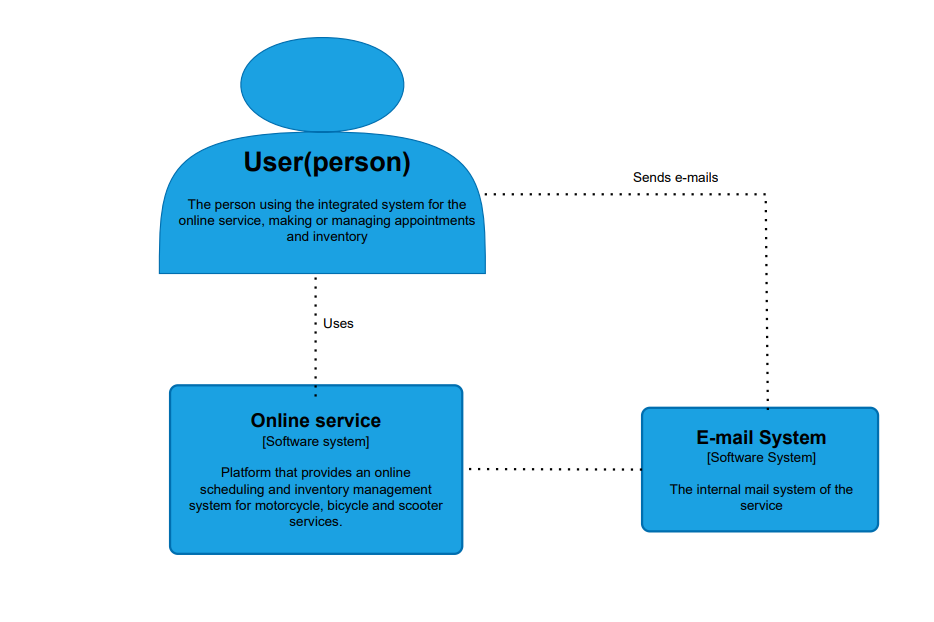 User(person)
The person using the integrated system for the
online service, making or managing appointments
and inventory
Sends e-mails
Uses
Online service
[Software system]
Platform that provides an online
scheduling and inventory management
system for motorcycle, bicycle and scooter
services.
E-mail System
[Software System]
The internal mail system of the
service